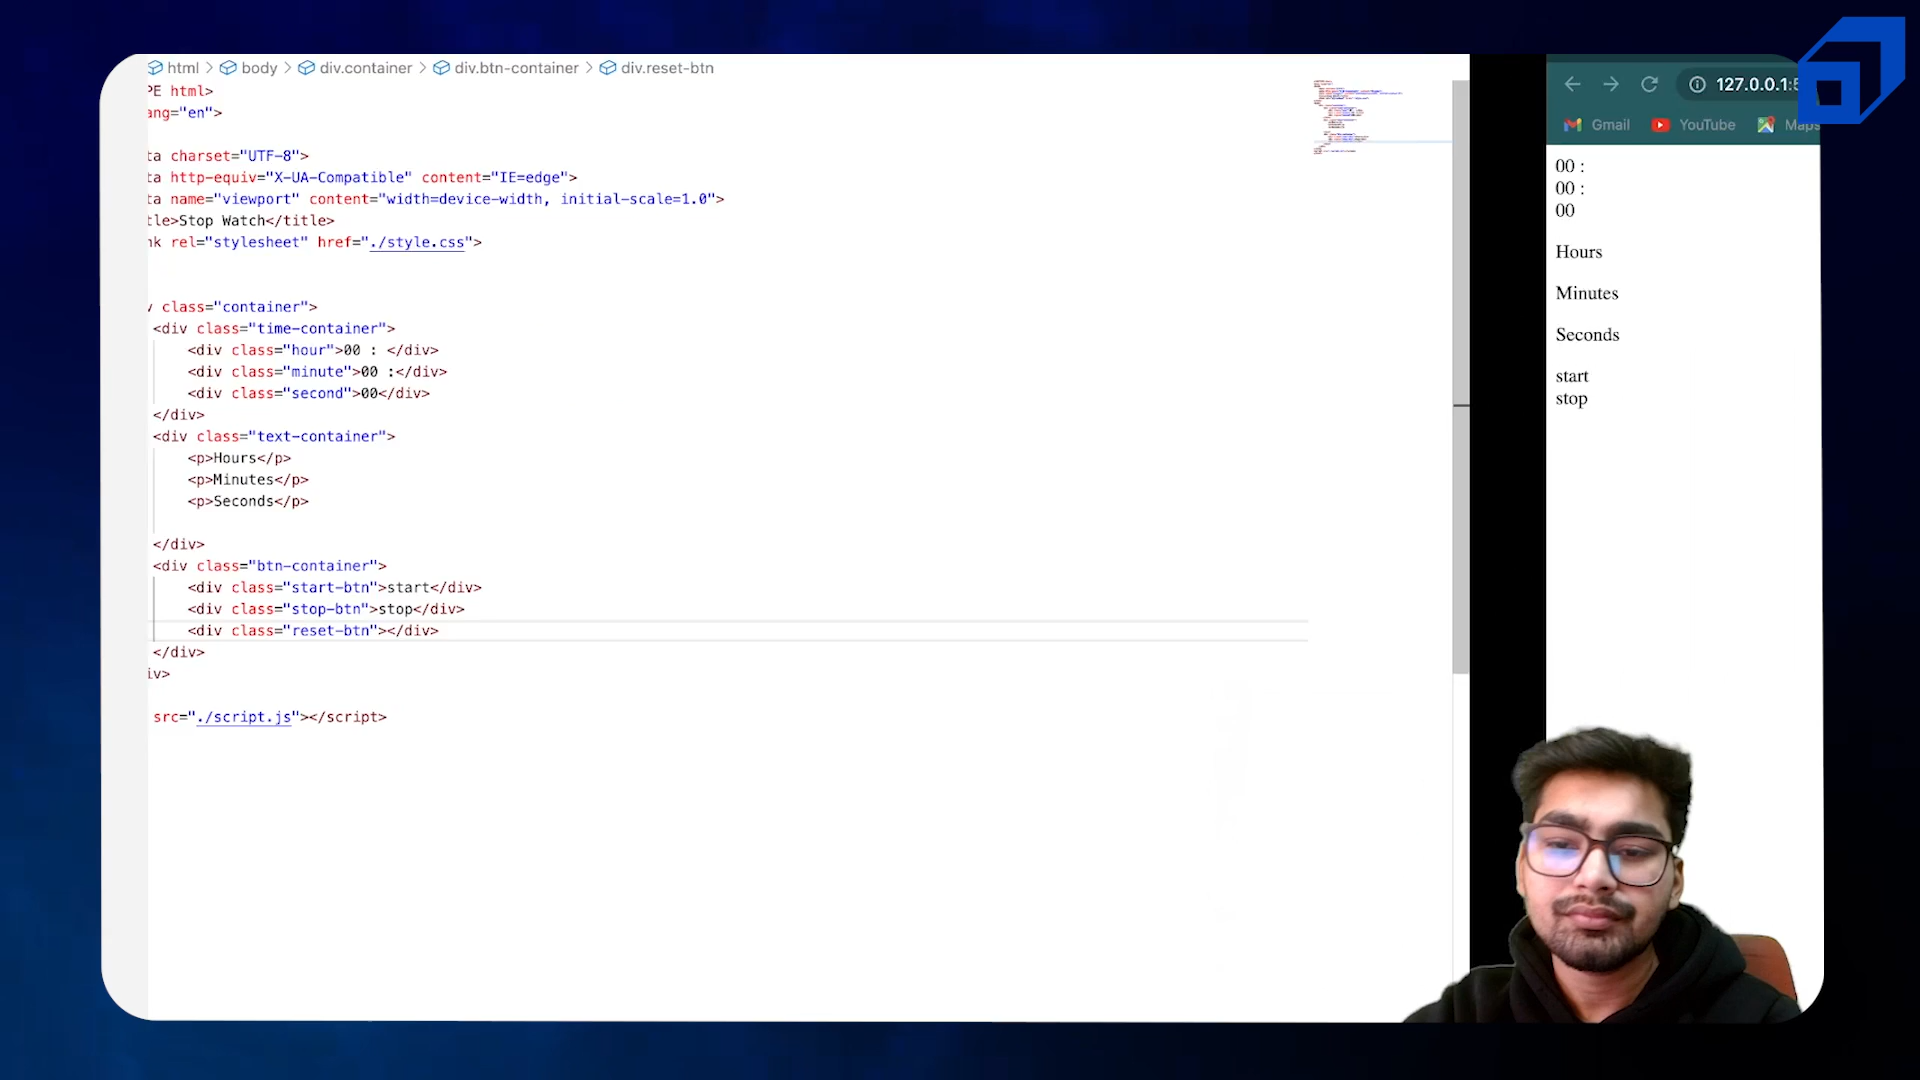 html > body > div.container > div.btn-container > div.reset-btn
PE html>
ang="en">
ta charset="UTF-8">
ta http-equiv="X-UA-Compatible" content="IE=edge">
ta name="viewport" content="width=device-width, initial-scale=1.0">
tle>Stop Watch</title>
nk rel="stylesheet" href="./style.css">
v class="container">
<div class="time-container">
<div class="hour">00 : </div>
<div class="minute">00 :</div>
<div class="second">00</div>
</div>
<div class="text-container">
<p>Hours</p>
<p>Minutes</p>
<p>Seconds</p>
</div>
<div class="btn-container">
<div class="start-btn">start</div>
<div class="stop-btn">stop</div>
<div class="reset-btn"></div>
</div>
iv>
src="./script.js"></script>
127.0.0.1:5
Gmail YouTube Maps
00 :
00 :
00
Hours
Minutes
Seconds
start
stop